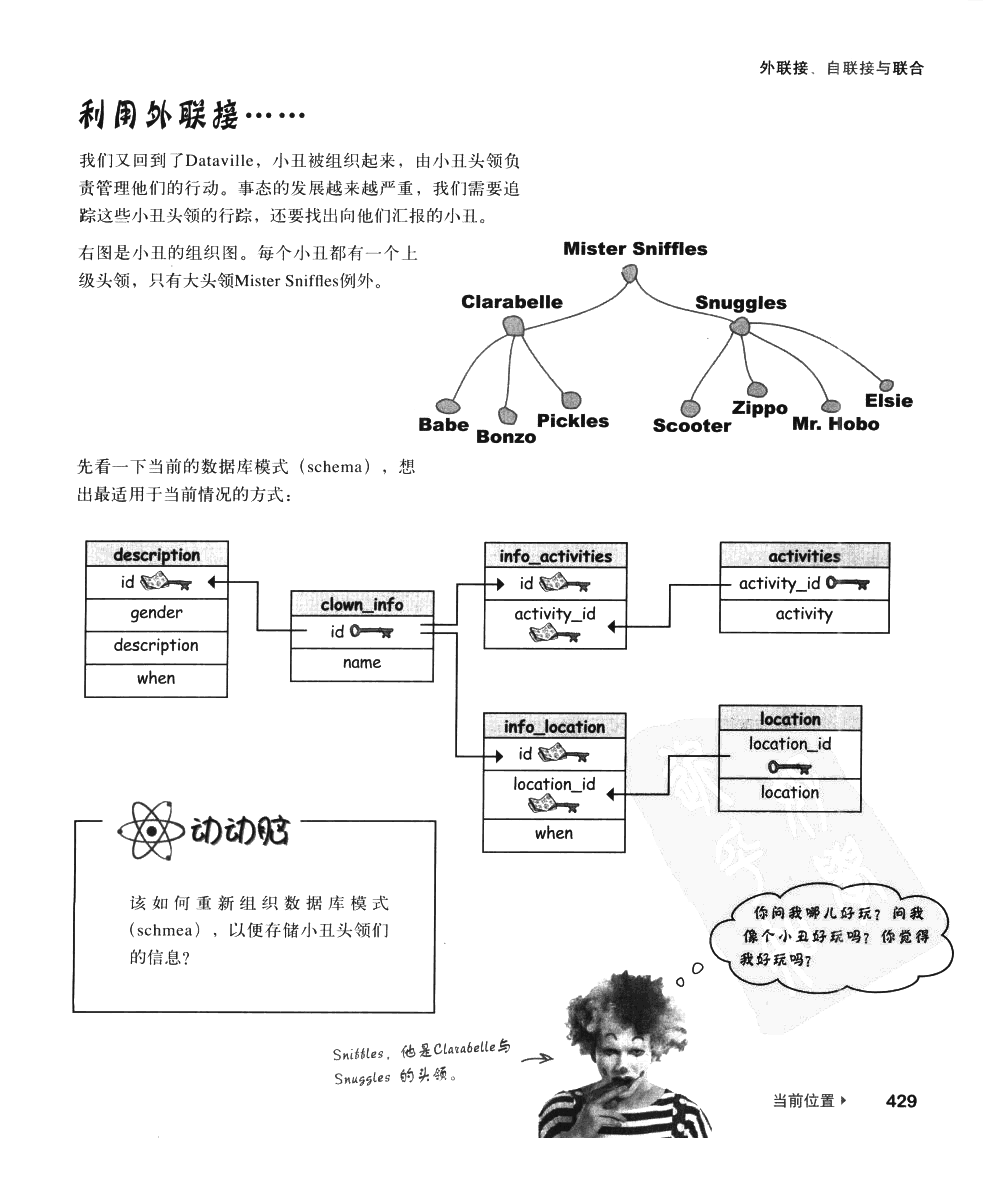 外联接、自联接与联合
利用外联接……
我们又回到了Dataville，小丑被组织起来，由小丑头领负
责管理他们的行动。事态的发展越来越严重，我们需要追
踪这些小丑头领的行踪，还要找出向他们汇报的小丑。
右图是小丑的组织图。每个小丑都有一个上
级头领，只有大头领Mister Sniffles例外。
Mister Sniffles
Clarabelle
Snuggles
Babe
Bonzo
Pickles
Scooter
Zippo
Mr. Hobo
Elsie
先看一下当前的数据库模式（schema），想
出最适用于当前情况的方式：
description
id
gender
description
when
clown_info
id
name
info_activities
id
activity_id
activities
activity_id
activity
info_location
id
location_id
when
location
location_id
location
动动脑
该如何重新组织数据库模式
（schmea），以便存储小丑头领们
的信息？
你问我哪儿好玩？问我
像个小丑好玩吗？你觉得
我好玩吗？
Sniffles，他是Clarabelle与
Snuggles 的头领。
当前位置
429